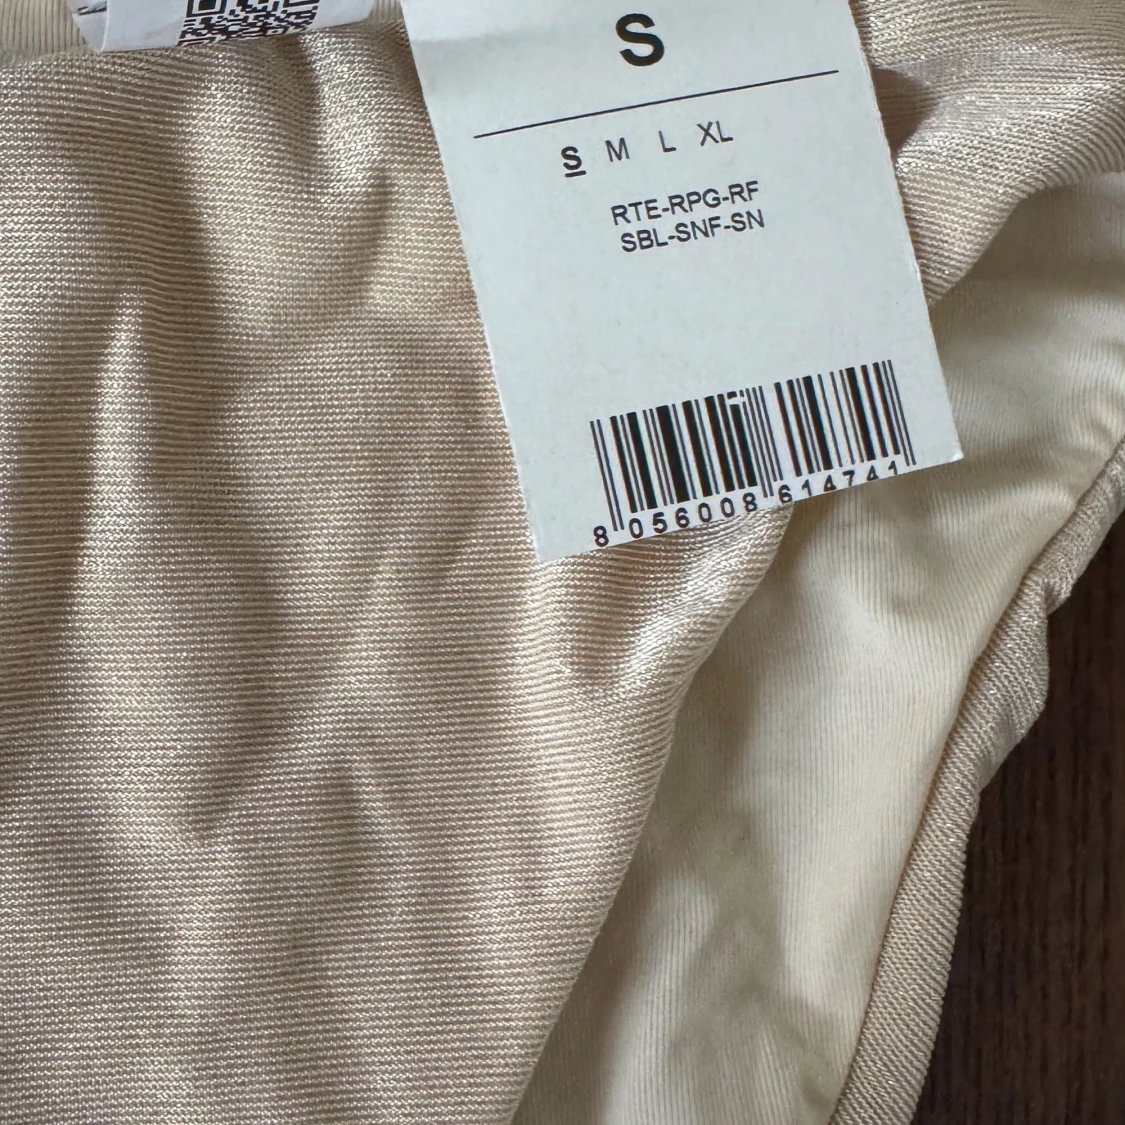 S
S M L XL
RTE-RPG-RF
SBL-SNF-SN
8 056008 614741